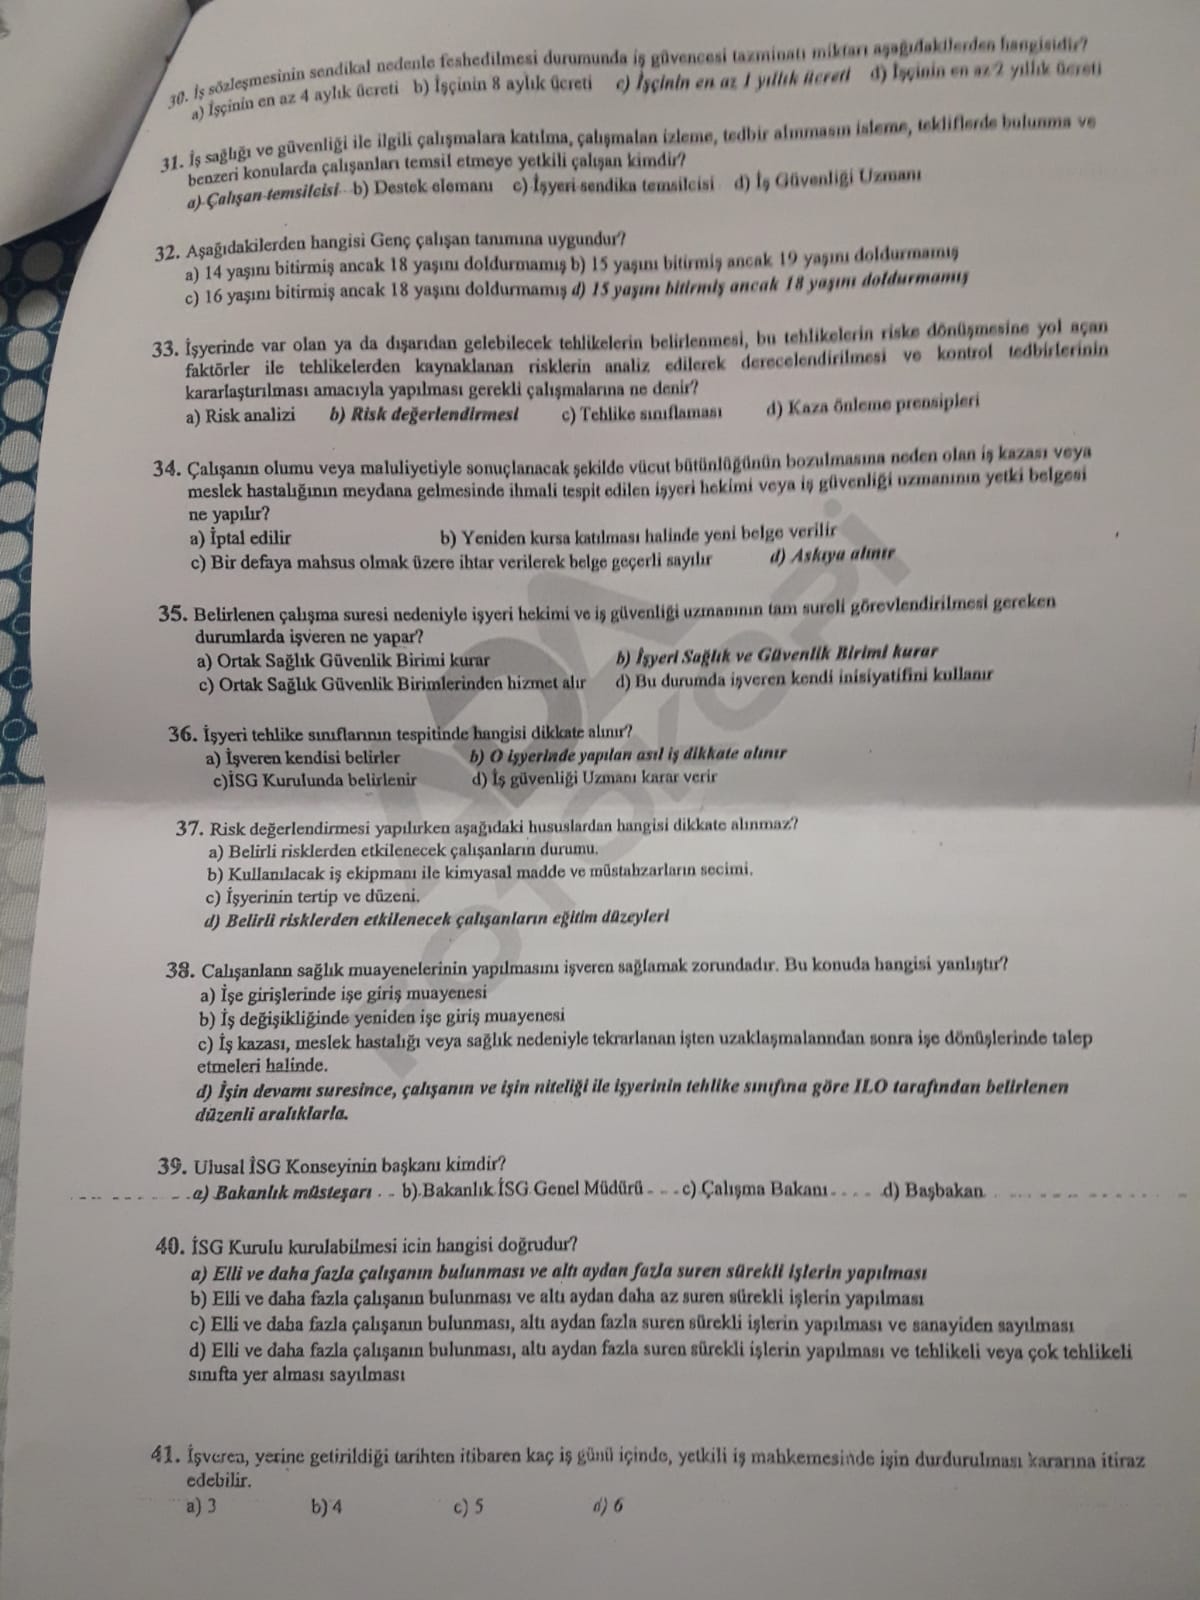 30. İş sözleşmesinin sendikal nedenle feshedilmesi durumunda iş güvencesi tazminatı miktarı aşağıdakilerden hangisidir?
a) İşçinin en az 4 aylık ücreti b) İşçinin 8 aylık ücreti c) İşçinin en az 1 yıllık ücreti d) İşçinin en az 2 yıllık ücreti
31. İş sağlığı ve güvenliği ile ilgili çalışmalara katılma, çalışmaları izleme, tedbir alınmasın isleme, tekliflerde bulunma ve
benzeri konularda çalışanları temsil etmeye yetkili çalışan kimdir?
a) Çalışan temsilcisi b) Destek elemanı c) İşyeri sendika temsilcisi d) İş Güvenliği Uzmanı
32. Aşağıdakilerden hangisi Genç çalışan tanımına uygundur?
a) 14 yaşını bitirmiş ancak 18 yaşını doldurmamış b) 15 yaşını bitirmiş ancak 19 yaşını doldurmamış
c) 16 yaşını bitirmiş ancak 18 yaşını doldurmamış d) 15 yaşını bitirmiş ancak 18 yaşını doldurmamış
33. İşyerinde var olan ya da dışarıdan gelebilecek tehlikelerin belirlenmesi, bu tehlikelerin riske dönüşmesine yol açan
faktörler ile tehlikelerden kaynaklanan risklerin analiz edilerek derecelendirilmesi ve kontrol tedbirlerinin
kararlaştırılması amacıyla yapılması gerekli çalışmalarına ne denir?
a) Risk analizi b) Risk değerlendirmesi c) Tehlike sınıflaması d) Kaza önleme prensipleri
34. Çalışanın olumu veya maluliyetiyle sonuçlanacak şekilde vücut bütünlüğünün bozulmasına neden olan iş kazası veya
meslek hastalığının meydana gelmesinde ihmali tespit edilen işyeri hekimi veya iş güvenliği uzmanının yetki belgesi
ne yapılır?
a) İptal edilir b) Yeniden kursa katılması halinde yeni belge verilir
c) Bir defaya mahsus olmak üzere ihtar verilerek belge geçerli sayılır d) Askıya alınır
35. Belirlenen çalışma suresi nedeniyle işyeri hekimi ve iş güvenliği uzmanının tam sureli görevlendirilmesi gereken
durumlarda işveren ne yapar?
a) Ortak Sağlık Güvenlik Birimi kurar b) İşyeri Sağlık ve Güvenlik Birimi kurar
c) Ortak Sağlık Güvenlik Birimlerinden hizmet alır d) Bu durumda işveren kendi inisiyatifini kullanır
36. İşyeri tehlike sınıflarının tespitinde hangisi dikkate alınır?
a) İşveren kendisi belirler b) O işyerinde yapılan asıl iş dikkate alınır
c)İSG Kurulunda belirlenir d) İş güvenliği Uzmanı karar verir
37. Risk değerlendirmesi yapılırken aşağıdaki hususlardan hangisi dikkate alınmaz?
a) Belirli risklerden etkilenecek çalışanların durumu.
b) Kullanılacak iş ekipmanı ile kimyasal madde ve müstahzarların secimi.
c) İşyerinin tertip ve düzeni.
d) Belirli risklerden etkilenecek çalışanların eğitim düzeyleri
38. Calışanlann sağlık muayenelerinin yapılmasını işveren sağlamak zorundadır. Bu konuda hangisi yanlıştır?
a) İşe girişlerinde işe giriş muayenesi
b) İş değişikliğinde yeniden işe giriş muayenesi
c) İş kazası, meslek hastalığı veya sağlık nedeniyle tekrarlanan işten uzaklaşmalanndan sonra işe dönüşlerinde talep
etmeleri halinde.
d) İşin devamı suresince, çalışanın ve işin niteliği ile işyerinin tehlike sınıfına göre ILO tarafından belirlenen
düzenli aralıklarla.
39. Ulusal İSG Konseyinin başkanı kimdir?
a) Bakanlık müsteşarı b) Bakanlık İSG Genel Müdürü c) Çalışma Bakanı d) Başbakan
40. İSG Kurulu kurulabilmesi icin hangisi doğrudur?
a) Elli ve daha fazla çalışanın bulunması ve altı aydan fazla suren sürekli işlerin yapılması
b) Elli ve daha fazla çalışanın bulunması ve altı aydan daha az suren sürekli işlerin yapılması
c) Elli ve daha fazla çalışanın bulunması, altı aydan fazla suren sürekli işlerin yapılması ve sanayiden sayılması
d) Elli ve daha fazla çalışanın bulunması, altı aydan fazla suren sürekli işlerin yapılması ve tehlikeli veya çok tehlikeli
sınıfta yer alması sayılması
41. İşveren, yerine getirildiği tarihten itibaren kaç iş günü içinde, yetkili iş mahkemesinde işin durdurulması kararına itiraz
edebilir.
a) 3 b) 4 c) 5 d) 6
ADA
FOTOKOPİ